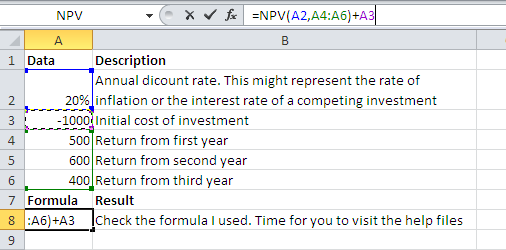 NPV fx =NPV(A2,A4:A6)+A3
A B
1 Data Description
Annual dicount rate. This might represent the rate of
2 20% inflation or the interest rate of a competing investment
3 -1000 Initial cost of investment
4 500 Return from first year
5 600 Return from second year
6 400 Return from third year
7 Formula Result
8 :A6)+A3 Check the formula I used. Time for you to visit the help files
9